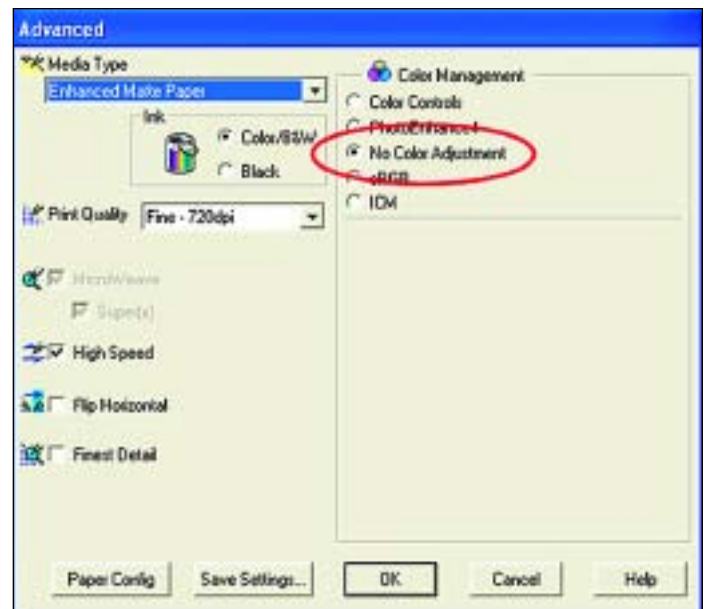 Advanced
Media Type
Enhanced Matte Paper
Ink
Color/B&W
Black
Print Quality
Fine - 720dpi
MicroWeave
Super(x)
High Speed
Flip Horizontal
Finest Detail
Color Management
Color Controls
PhotoEnhance4
No Color Adjustment
sRGB
ICM
Paper Config
Save Settings...
OK
Cancel
Help